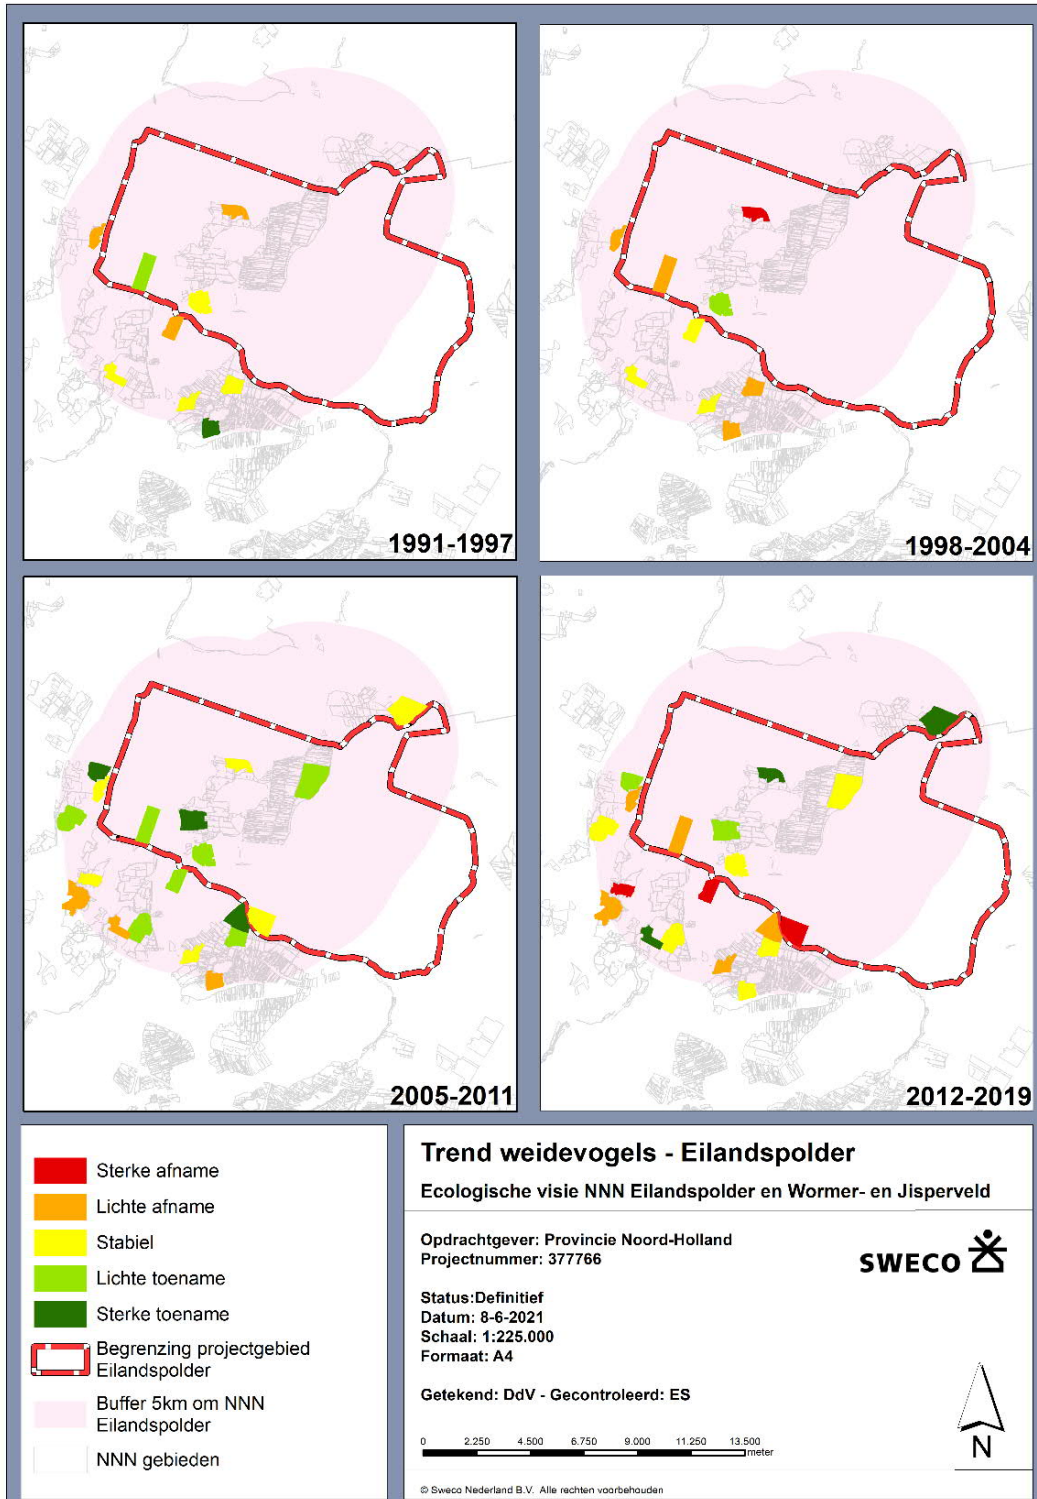 1991-1997
1998-2004
2005-2011
2012-2019
Sterke afname
Lichte afname
Stabiel
Lichte toename
Sterke toename
Begrenzing projectgebied
Eilandspolder
Buffer 5km om NNN
Eilandspolder
NNN gebieden
Trend weidevogels - Eilandspolder
Ecologische visie NNN Eilandspolder en Wormer- en Jisperveld
Opdrachtgever: Provincie Noord-Holland
Projectnummer: 377766
SWECO
Status:Definitief
Datum: 8-6-2021
Schaal: 1:225.000
Formaat: A4
Getekend: DdV - Gecontroleerd: ES
0 2.250 4.500 6.750 9.000 11.250 13.500
meter
N
© Sweco Nederland B.V. Alle rechten voorbehouden